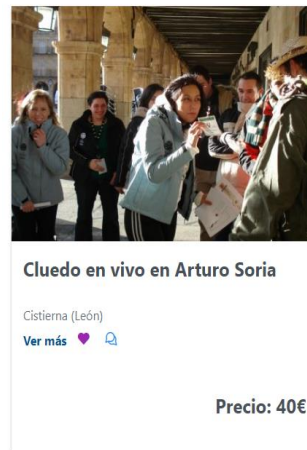 Cluedo en vivo en Arturo Soria
Cistierna (León)
Ver más
Precio: 40€